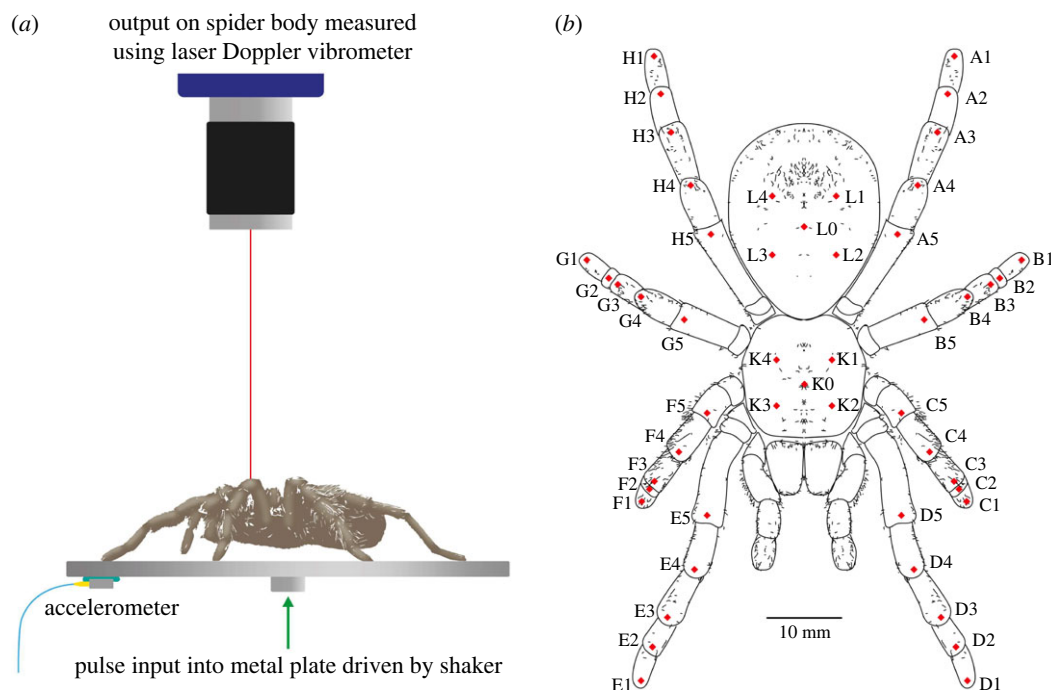 (a)
output on spider body measured
using laser Doppler vibrometer
accelerometer
pulse input into metal plate driven by shaker
(b)
H1
A1
H2
A2
H3
A3
H4
A4
L4
L1
L0
H5
A5
L3
L2
G1
B1
G2
B2
G3
B3
G4
B4
G5
B5
K4
K1
K0
K3
K2
F5
C5
F4
C4
F3
C3
F2
C2
F1
C1
E5
D5
E4
D4
E3
D3
10 mm
E2
D2
E1
D1